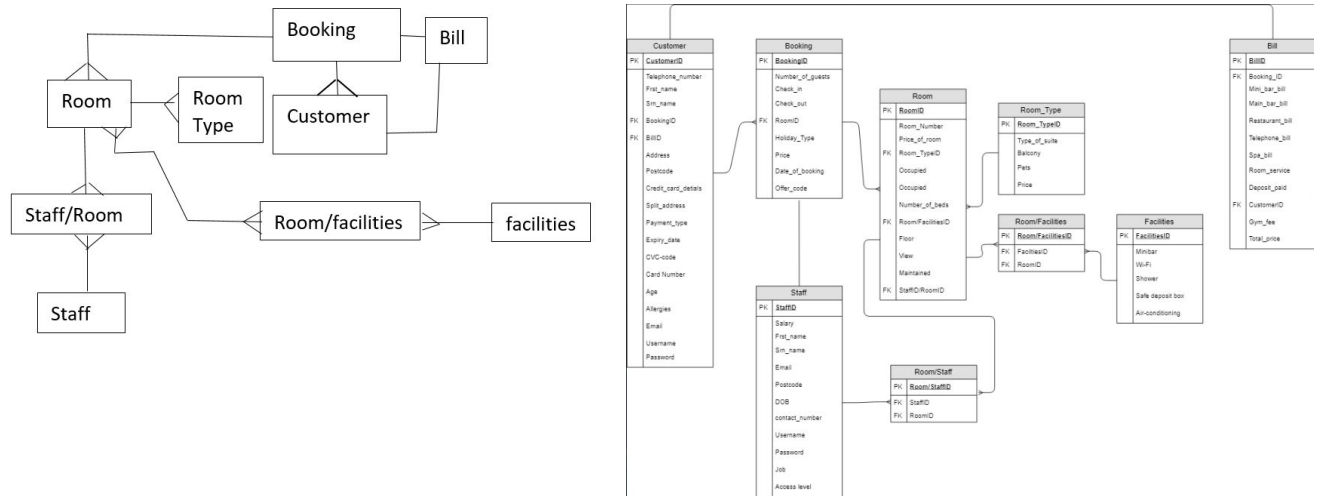 Booking
Bill
Room
Room
Type
Customer
Staff/Room
Room/facilities
facilities
Staff
Customer
PK CustomerID
Telephone_number
Frst_name
Srn_name
FK BookingID
FK BillID
Address
Postcode
Credit_card_detials
Split_address
Payment_type
Expiry_date
CVC-code
Card Number
Age
Allergies
Email
Username
Password
Booking
PK BookingID
Number_of_guests
Check_in
Check_out
FK RoomID
Holiday_Type
Price
Date_of_booking
Offer_code
Staff
PK StaffID
Salary
Frst_name
Srn_name
Email
Postcode
DOB
contact_number
Username
Password
Job
Access level
Room
PK RoomID
Room_Number
Price_of_room
FK Room_TypeID
Occupied
Occupied
Number_of_beds
FK Room/FacilitiesID
Floor
View
Maintained
FK StaffID/RoomID
Room/Staff
PK Room/StaffID
FK StaffID
FK RoomID
Room_Type
PK Room_TypeID
Type_of_suite
Balcony
Pets
Price
Room/Facilities
PK Room/FacilitiesID
FK FacltiesID
FK RoomID
Facilities
PK FacilitiesID
Minibar
Wi-Fi
Shower
Safe deposit box
Air-conditioning
Bill
PK BillID
FK Booking_ID
Mini_bar_bill
Main_bar_bill
Restaurant_bill
Telephone_bill
Spa_bill
Room_service
Deposit_paid
FK CustomerID
Gym_fee
Total_price